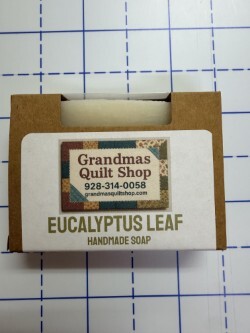 Grandmas
Quilt Shop
928-314-0058
grandmasquiltshop.com
EUCALYPTUS LEAF
HANDMADE SOAP